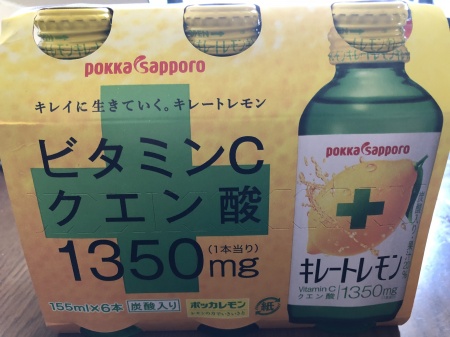 pokka sapporo
キレイに生きていく。キレートレモン
ビタミンC
クエン酸
1350mg
(1本当り)
155ml×6本
炭酸入り
ポッカレモン
紙
pokka sapporo
キレートレモン
Vitamin C
クエン酸
1350mg